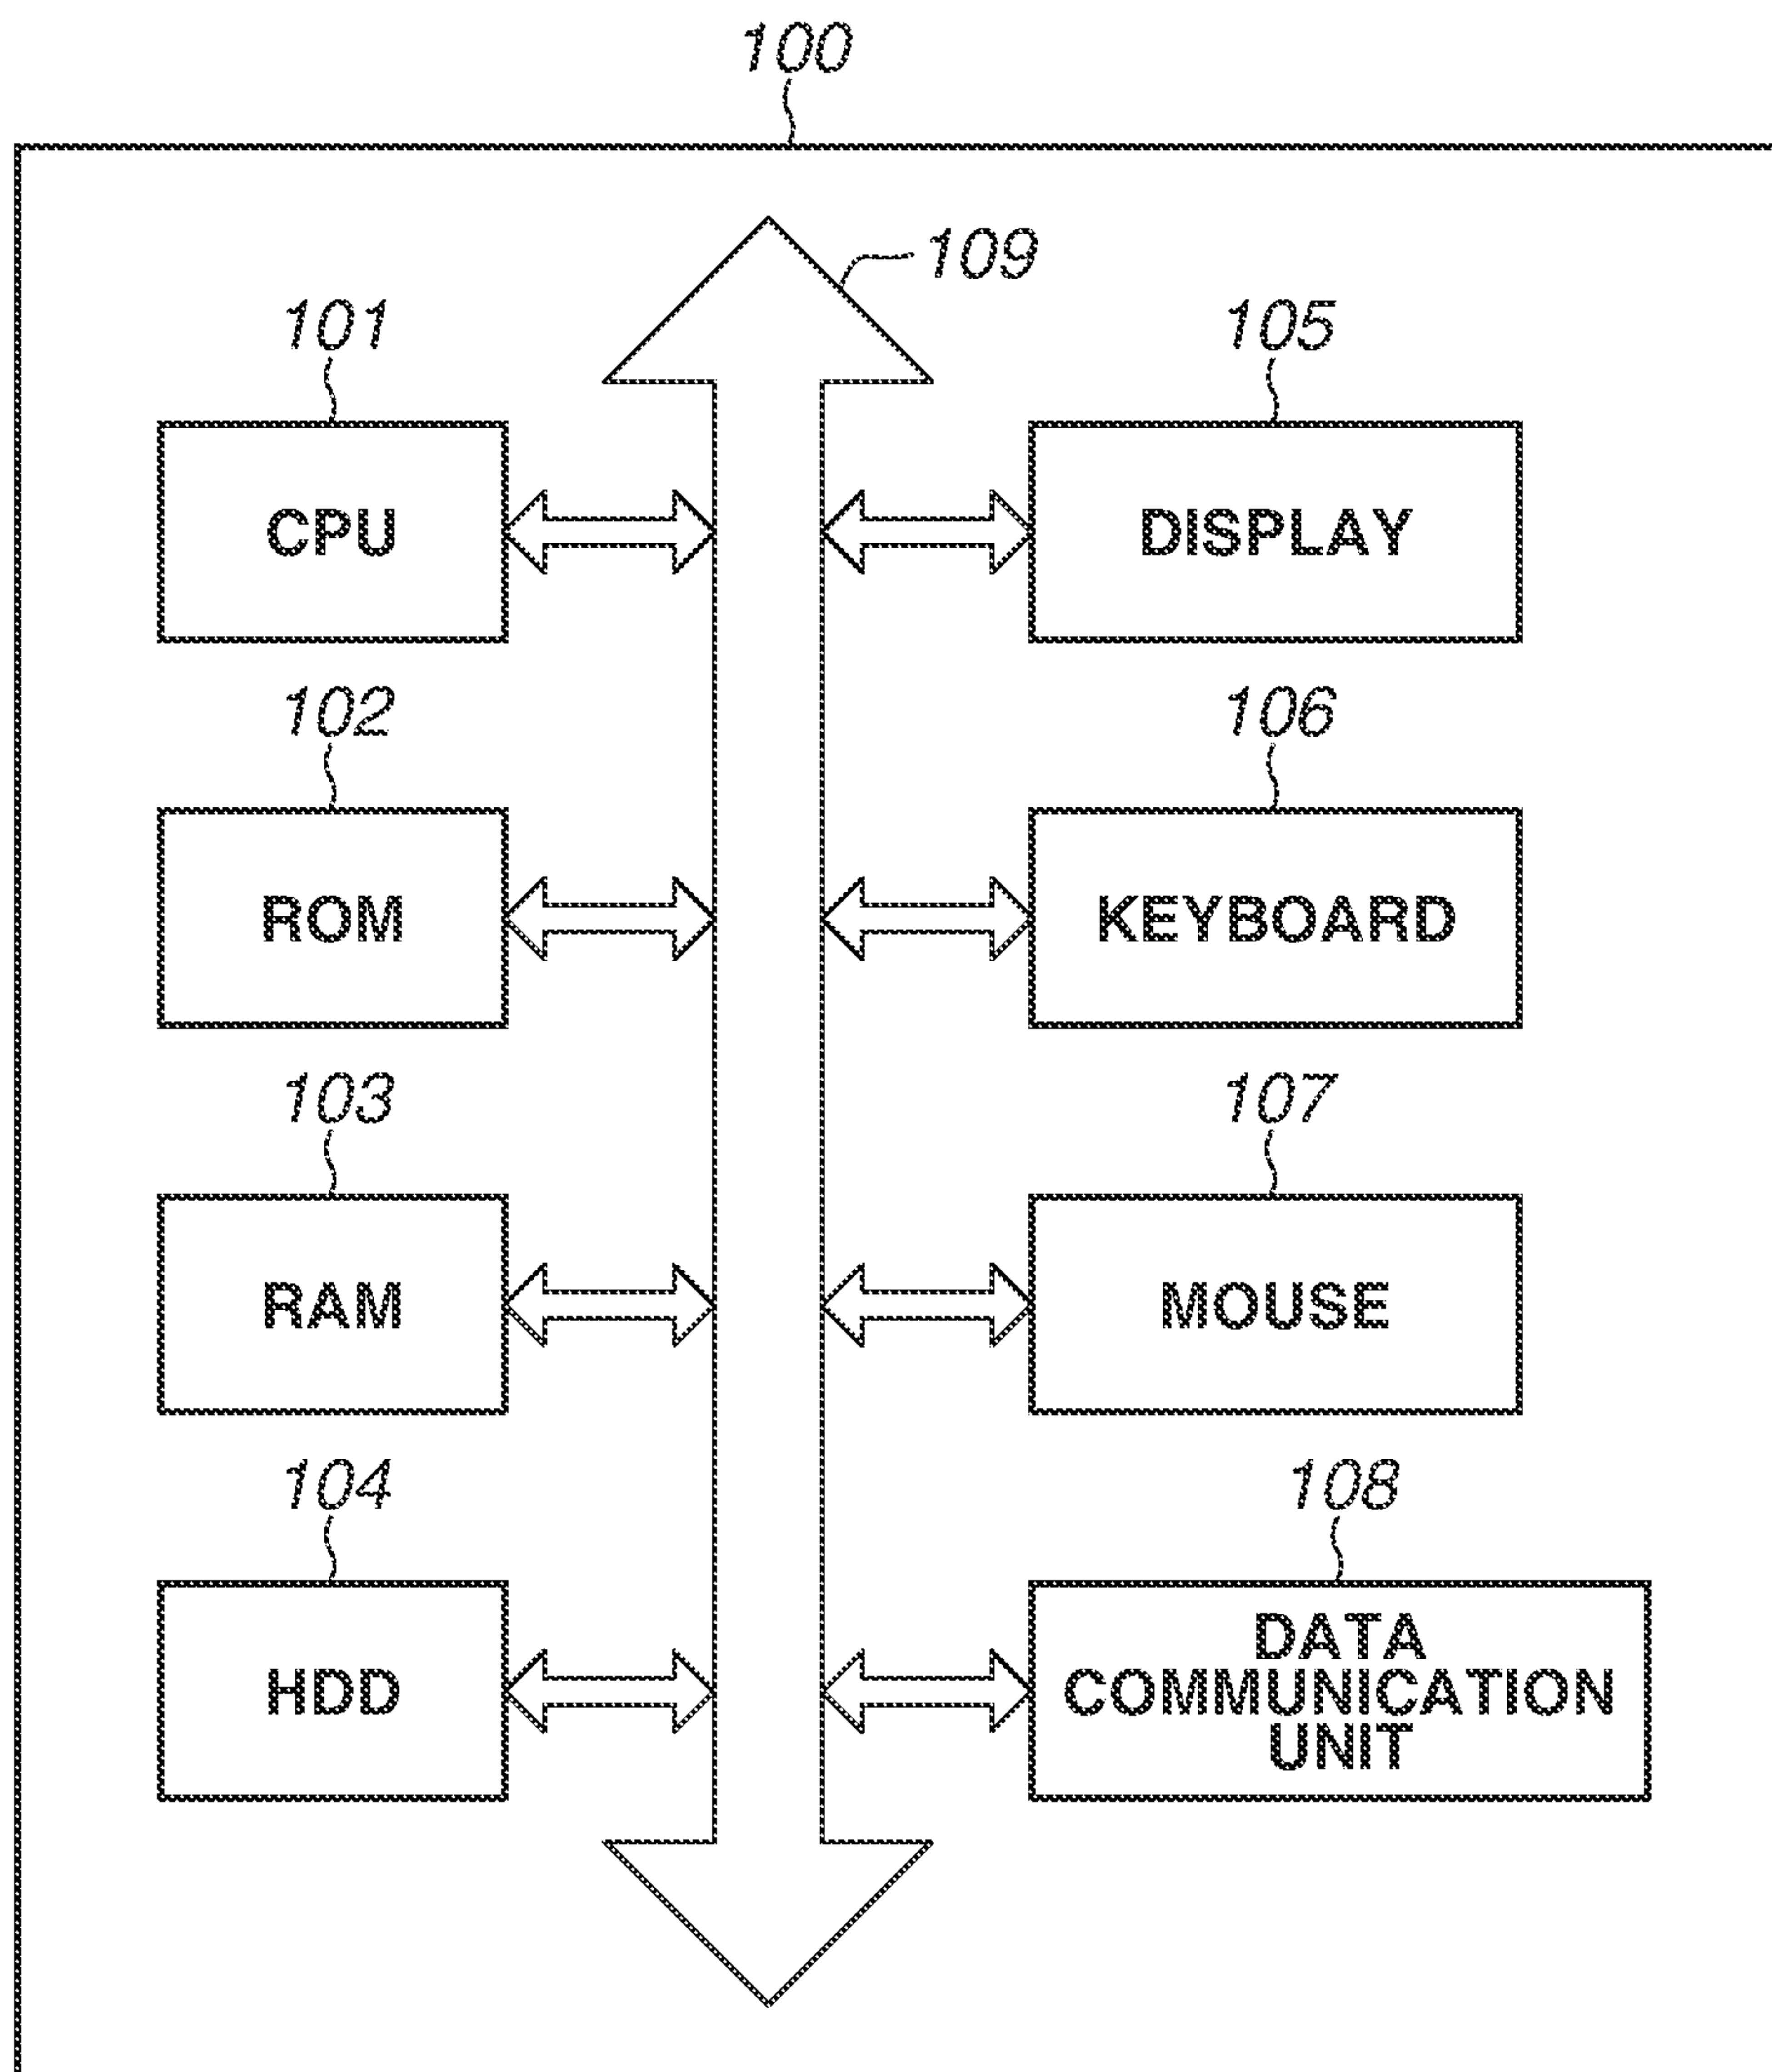 100
109
101
105
CPU
DISPLAY
102
106
ROM
KEYBOARD
103
107
RAM
MOUSE
104
108
HDD
DATA
COMMUNICATION
UNIT